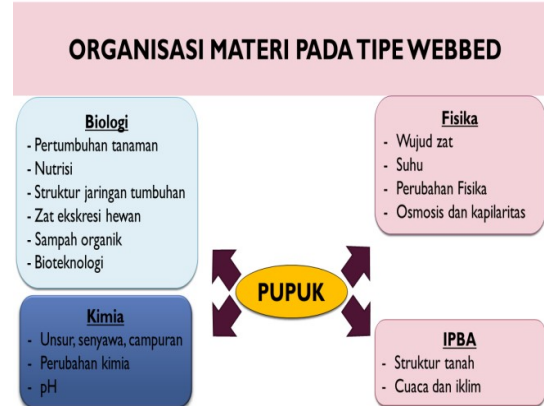 ORGANISASI MATERI PADA TIPE WEBBED
Biologi
- Pertumbuhan tanaman
- Nutrisi
- Struktur jaringan tumbuhan
- Zat ekskresi hewan
- Sampah organik
- Bioteknologi
Fisika
- Wujud zat
- Suhu
- Perubahan Fisika
- Osmosis dan kapilaritas
PUPUK
Kimia
- Unsur, senyawa, campuran
- Perubahan kimia
- pH
IPBA
- Struktur tanah
- Cuaca dan iklim